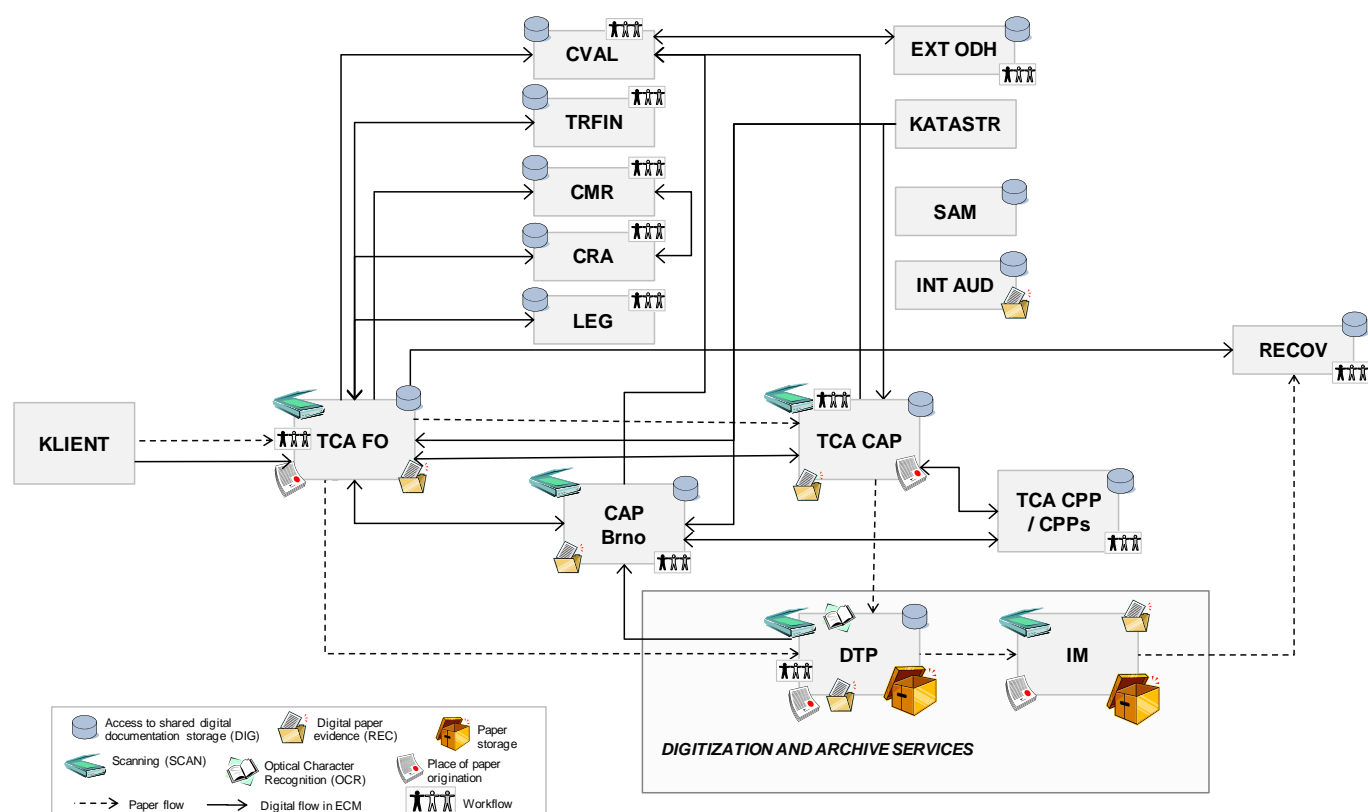 CVAL
EXT ODH
TRFIN
KATASTR
CMR
SAM
CRA
INT AUD
LEG
RECOV
KLIENT
TCA FO
TCA CAP
CAP
Brno
TCA CPP
/ CPPs
DTP
IM
DIGITIZATION AND ARCHIVE SERVICES
Access to shared digital
documentation storage (DIG)
Digital paper
evidence (REC)
Paper
storage
Scanning (SCAN)
Optical Character
Recognition (OCR)
Place of paper
origination
Paper flow
Digital flow in ECM
Workflow